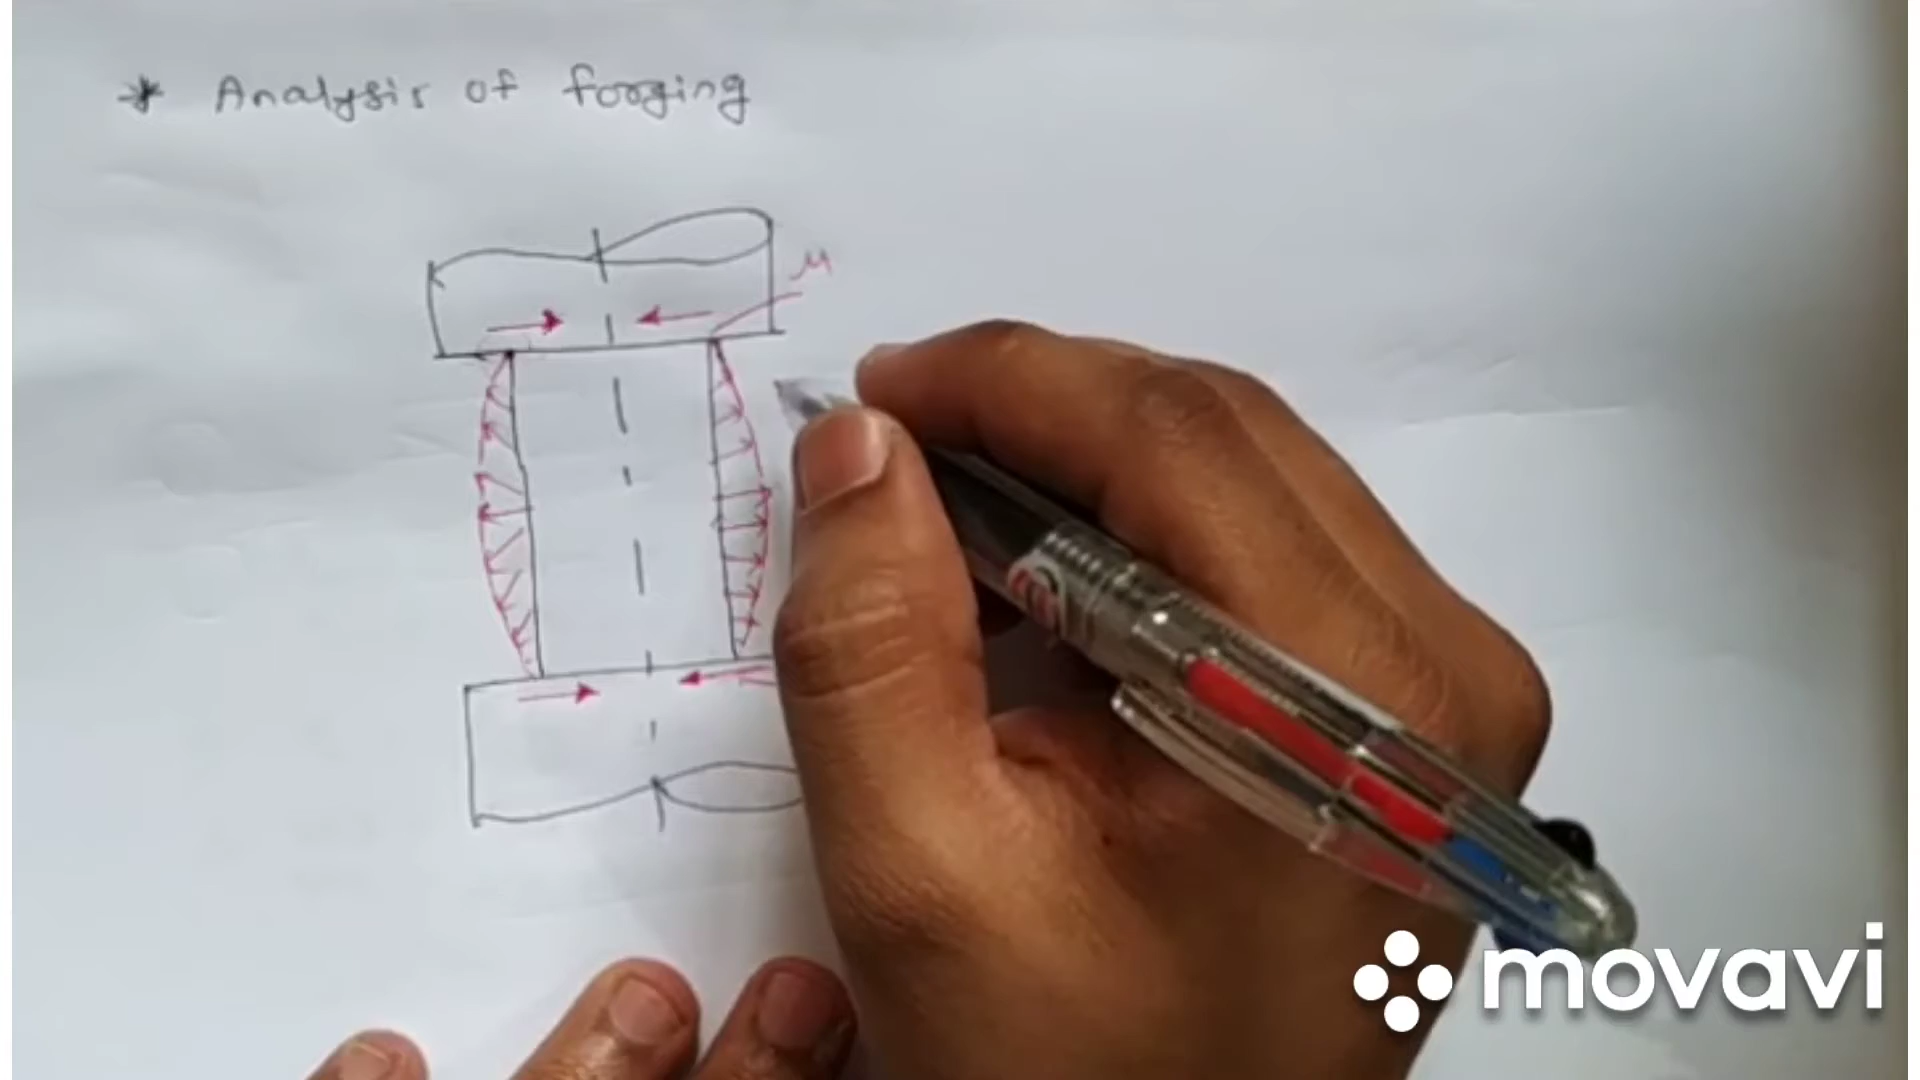 * Analysis of forging
μ
movavi